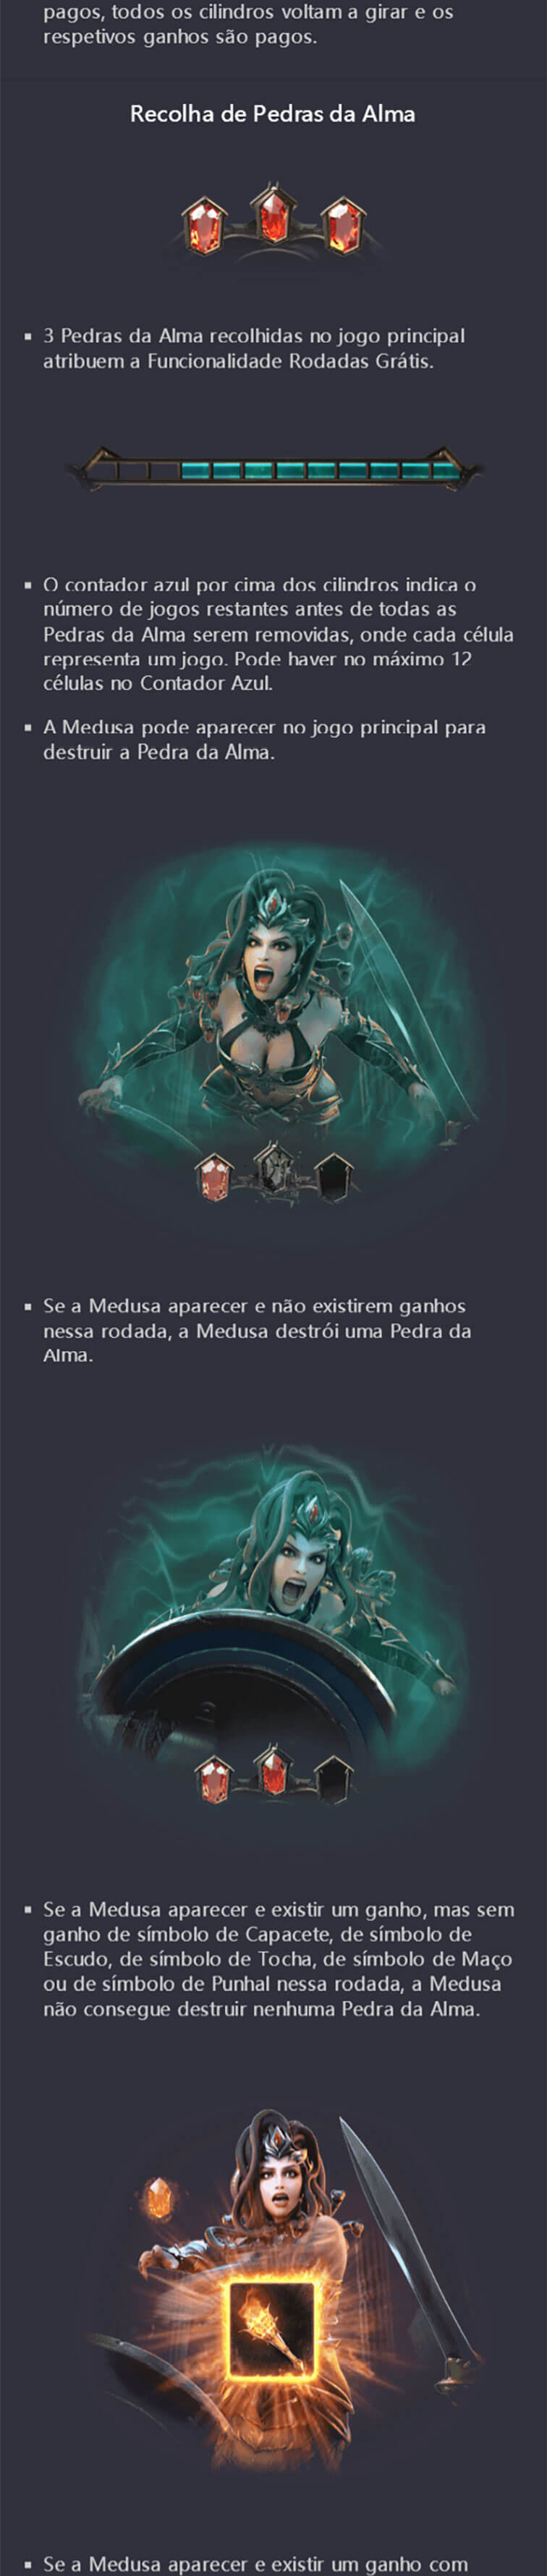 pagos, todos os cilindros voltam a girar e os
respetivos ganhos são pagos.
Recolha de Pedras da Alma
▪ 3 Pedras da Alma recolhidas no jogo principal
atribuem a Funcionalidade Rodadas Grátis.
▪ O contador azul por cima dos cilindros indica o
número de jogos restantes antes de todas as
Pedras da Alma serem removidas, onde cada célula
representa um jogo. Pode haver no máximo 12
células no Contador Azul.
▪ A Medusa pode aparecer no jogo principal para
destruir a Pedra da Alma.
▪ Se a Medusa aparecer e não existirem ganhos
nessa rodada, a Medusa destrói uma Pedra da
Alma.
▪ Se a Medusa aparecer e existir um ganho, mas sem
ganho de símbolo de Capacete, de símbolo de
Escudo, de símbolo de Tocha, de símbolo de Maço
ou de símbolo de Punhal nessa rodada, a Medusa
não consegue destruir nenhuma Pedra da Alma.
▪ Se a Medusa aparecer e existir um ganho com